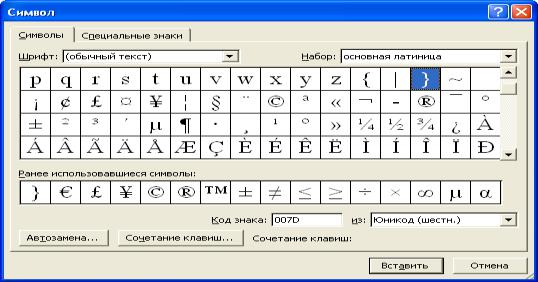 Символ
Символы Специальные знаки
Шрифт: (обычный текст) Набор: основная латиница
p q r s t u v w x y z { | } ~
¡ ¢ £ ¤ ¥ ¦ § ¨ © ª « ¬ - ® ¯ °
± ² ³ ´ µ ¶ · ¸ ¹ º » ¼ ½ ¾ ¿ À
Á Â Ã Ä Å Æ Ç È É Ê Ë Ì Í Î Ï Ð
Ранее использовавшиеся символы:
} € £ ¥ © ® ™ ± ≠ ≤ ≥ ÷ × ∞ µ α
Код знака: 007D из: Юникод (шестн.)
Автозамена... Сочетание клавиш... Сочетание клавиш:
Вставить Отмена